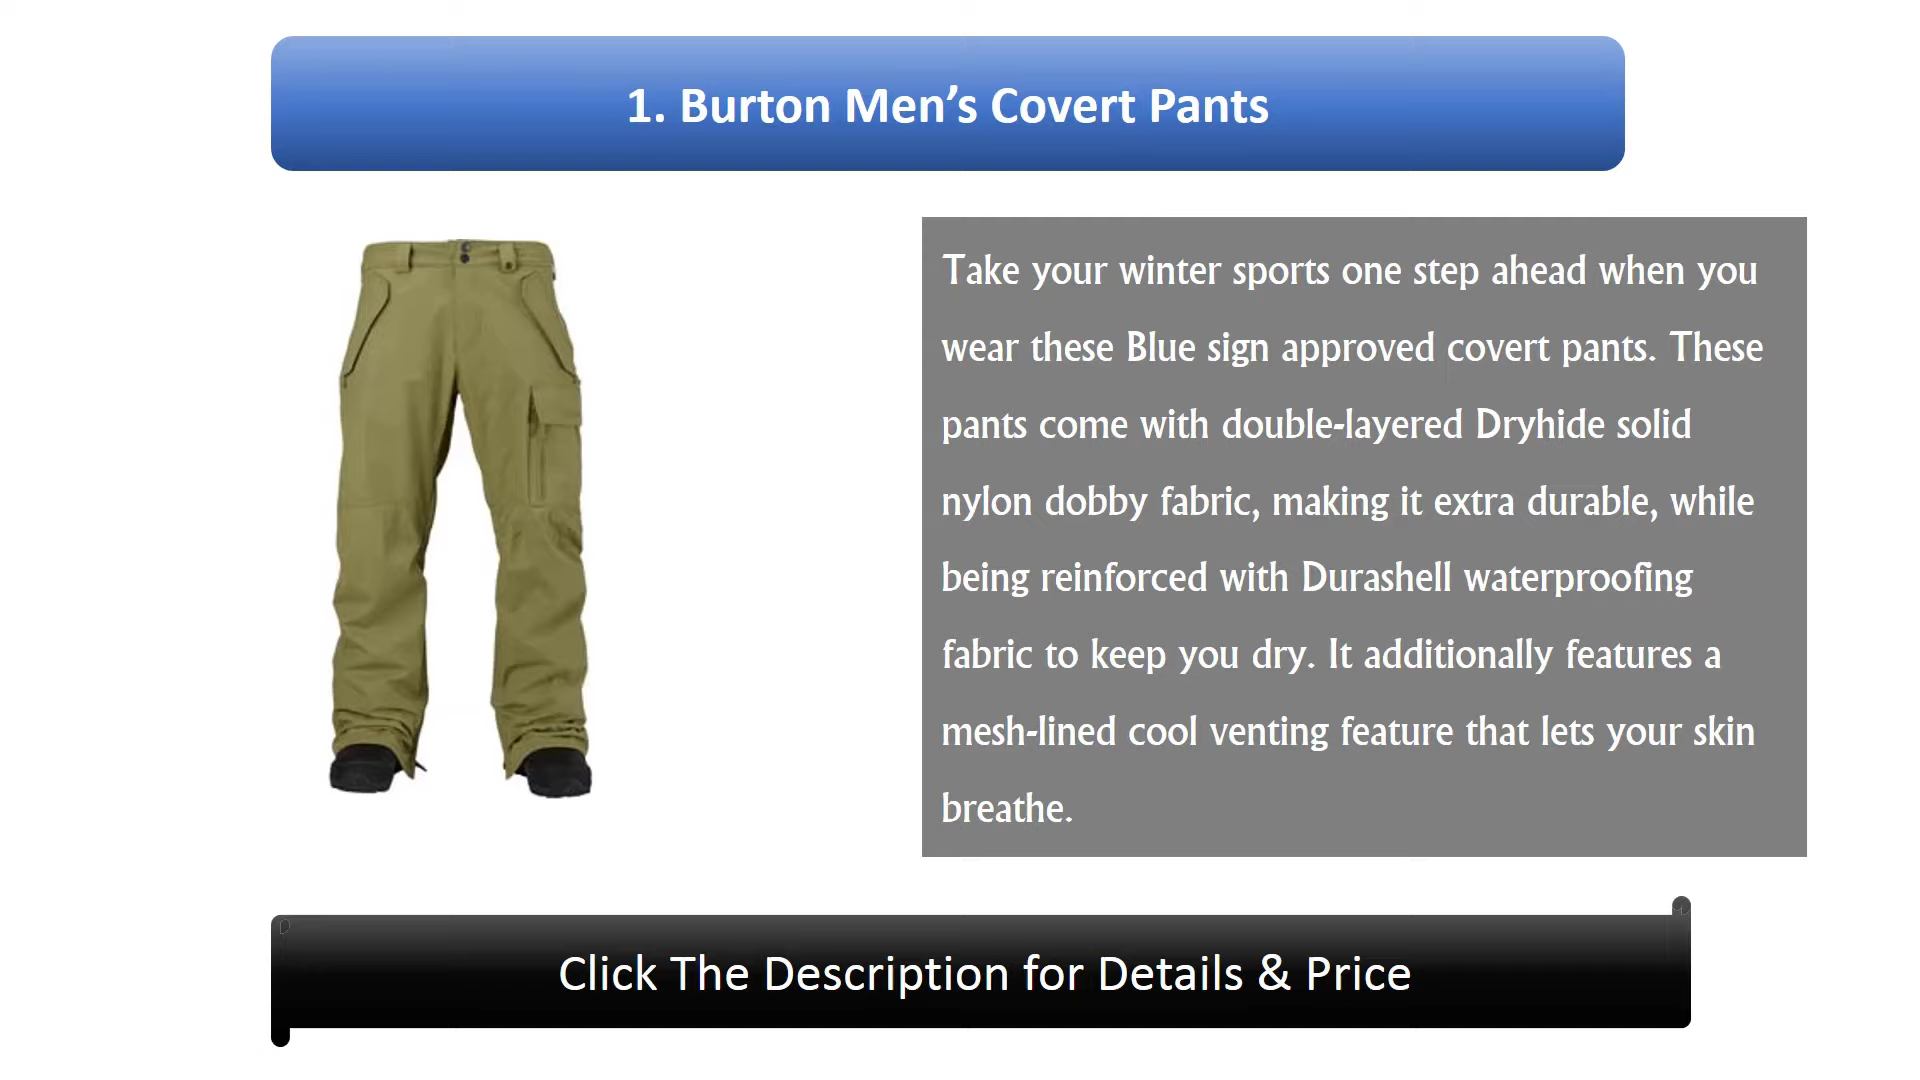 1. Burton Men’s Covert Pants
Take your winter sports one step ahead when you
wear these Blue sign approved covert pants. These
pants come with double-layered Dryhide solid
nylon dobby fabric, making it extra durable, while
being reinforced with Durashell waterproofing
fabric to keep you dry. It additionally features a
mesh-lined cool venting feature that lets your skin
breathe.
Click The Description for Details & Price